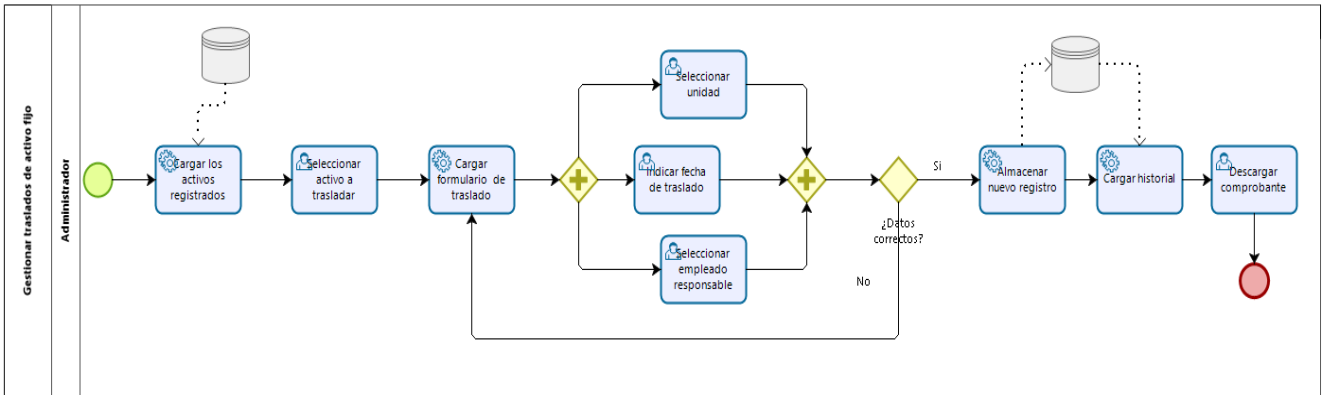 Gestionar traslados de activo fijo
Administrador
Cargar los
activos
registrados
Seleccionar
activo a
trasladar
Cargar
formulario de
traslado
Seleccionar
unidad
Indicar fecha
de traslado
Seleccionar
empleado
responsable
¿Datos
correctos?
Si
No
Almacenar
nuevo registro
Cargar historial
Descargar
comprobante